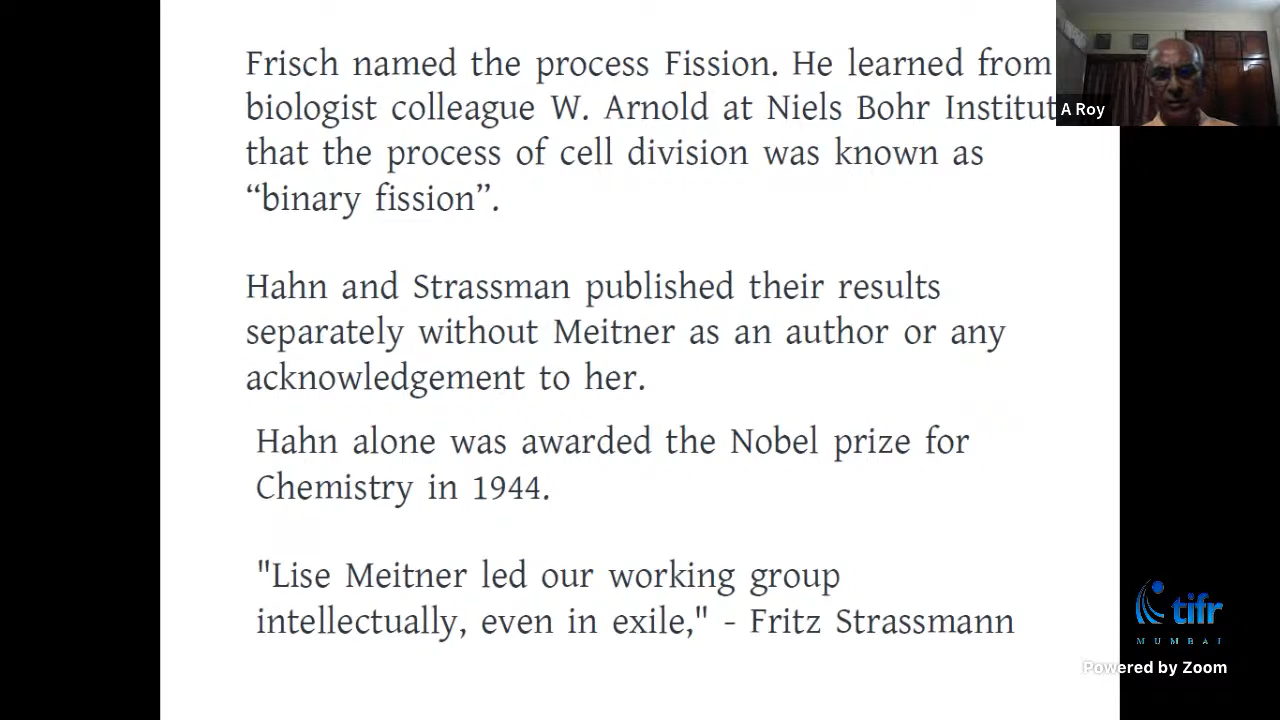 Frisch named the process Fission. He learned from
biologist colleague W. Arnold at Niels Bohr Institut
that the process of cell division was known as
“binary fission”.
Hahn and Strassman published their results
separately without Meitner as an author or any
acknowledgement to her.
Hahn alone was awarded the Nobel prize for
Chemistry in 1944.
"Lise Meitner led our working group
intellectually, even in exile," - Fritz Strassmann
A Roy
tifr
MUMBAI
Powered by Zoom